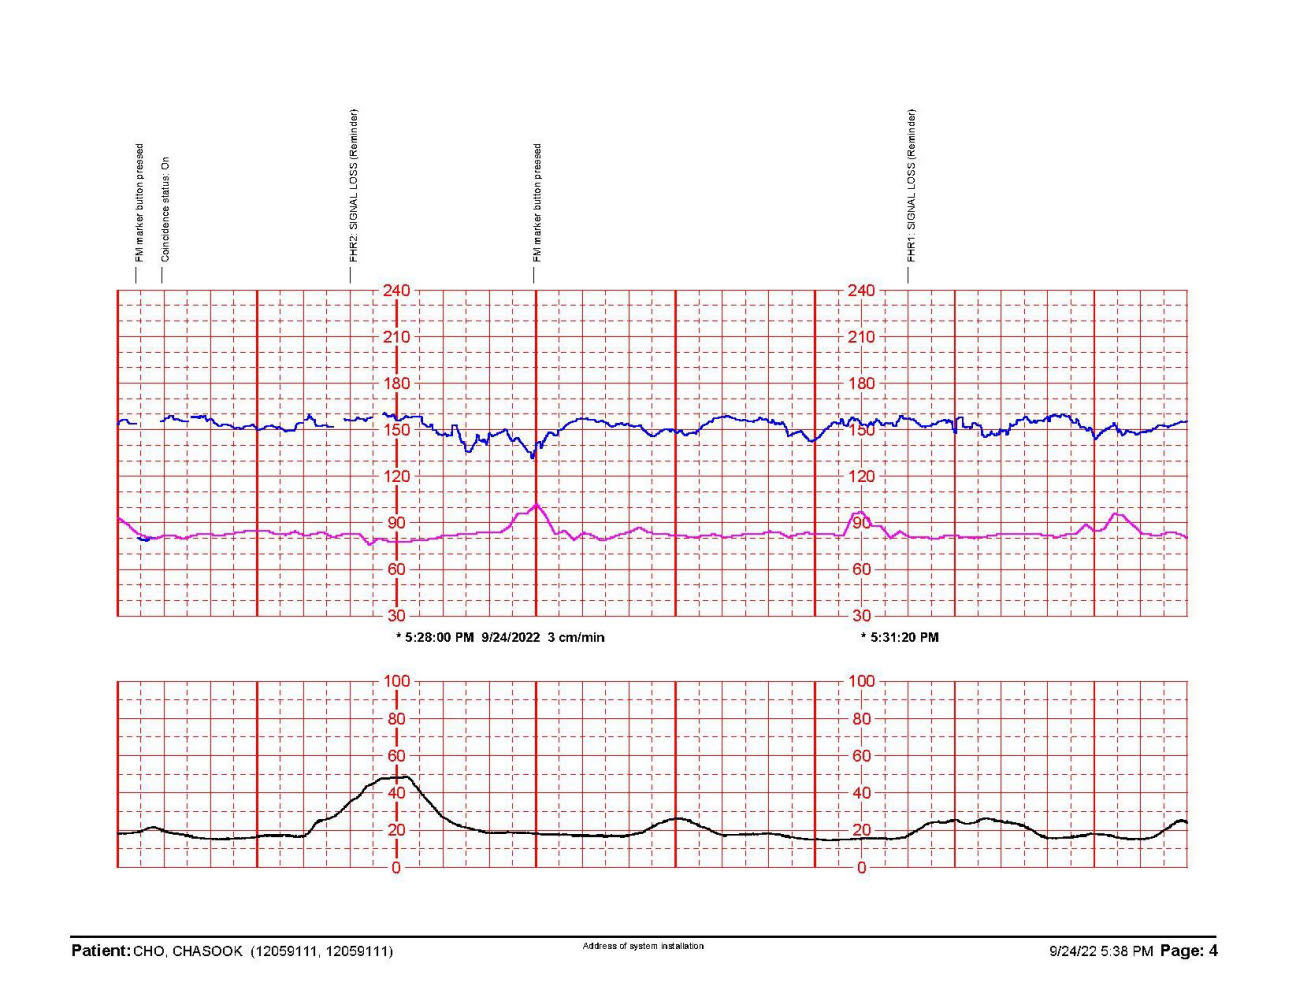 FM marker button pressed
Coincidence status: On
FHR2: SIGNAL LOSS (Reminder)
FM marker button pressed
FHR1: SIGNAL LOSS (Reminder)
240 240
210 210
180 180
150 150
120 120
90 90
60 60
30 30
* 5:28:00 PM 9/24/2022 3 cm/min * 5:31:20 PM
100 100
80 80
60 60
40 40
20 20
0 0
Patient: CHO, CHASOOK (12059111, 12059111) Address of system installation 9/24/22 5:38 PM Page: 4